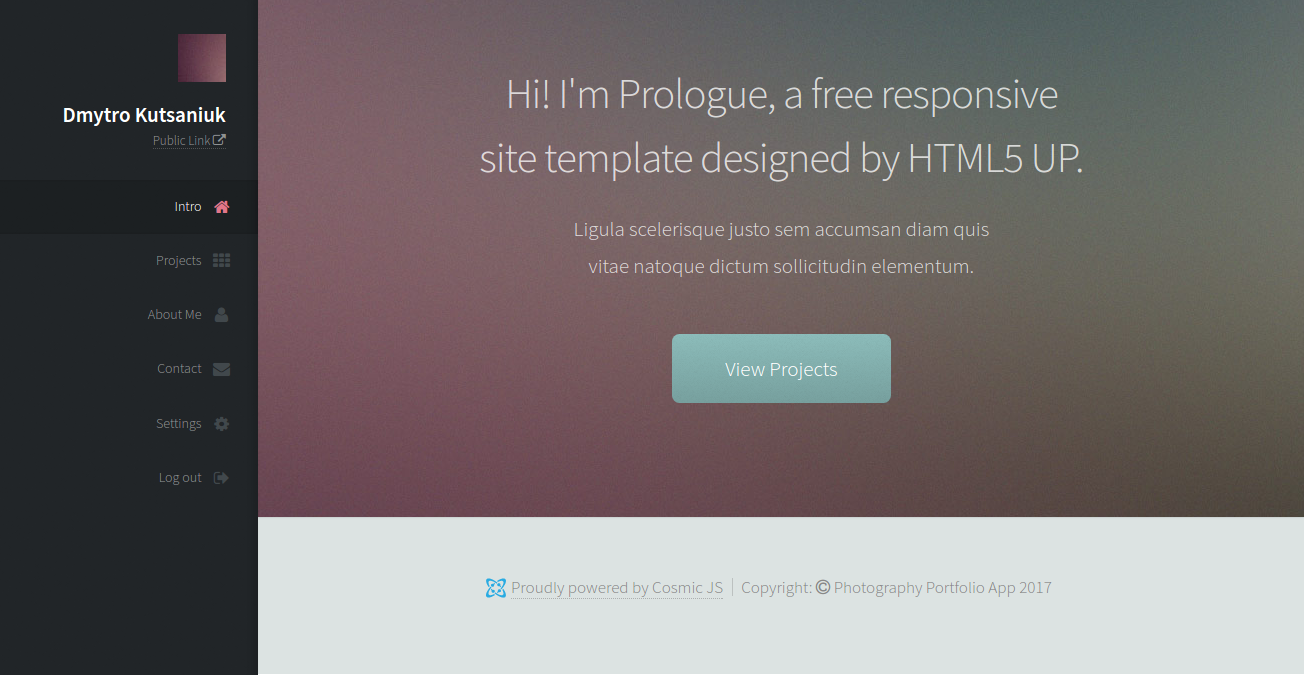 Dmytro Kutsaniuk
Public Link
Intro
Projects
About Me
Contact
Settings
Log out
Hi! I'm Prologue, a free responsive
site template designed by HTML5 UP.
Ligula scelerisque justo sem accumsan diam quis
vitae natoque dictum sollicitudin elementum.
View Projects
Proudly powered by Cosmic JS | Copyright: © Photography Portfolio App 2017